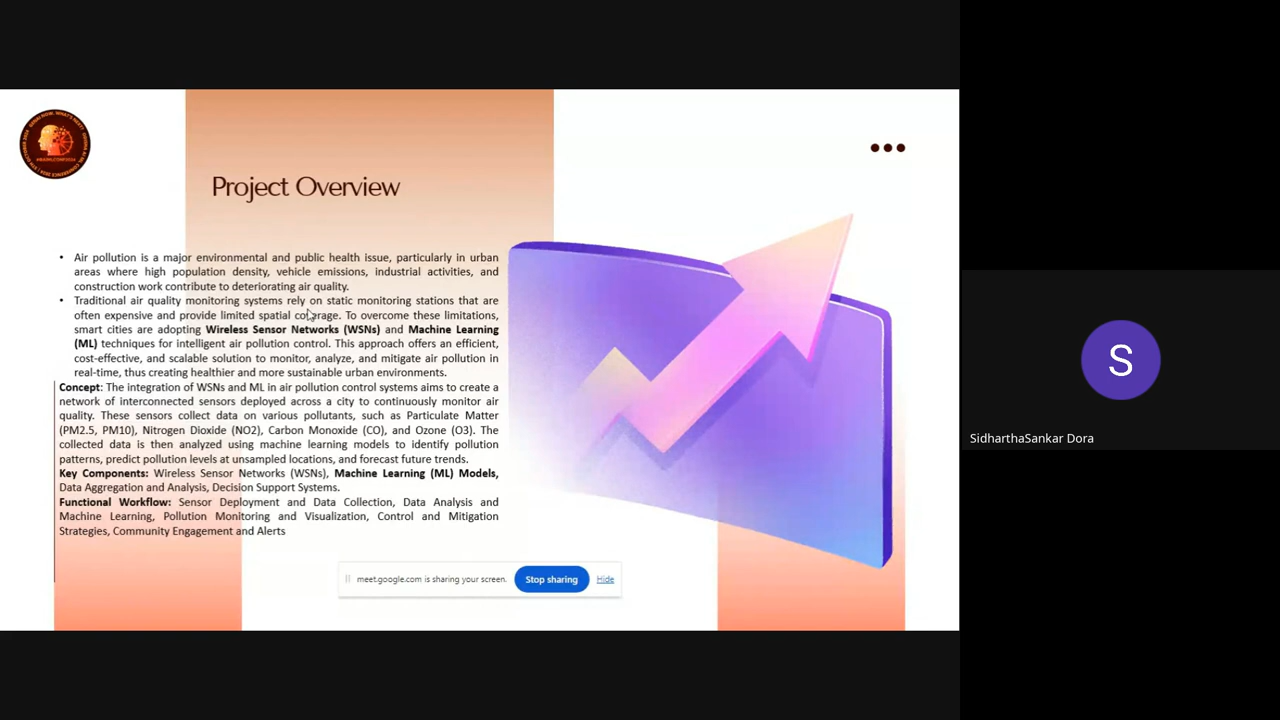 Project Overview
• Air pollution is a major environmental and public health issue, particularly in urban
areas where high population density, vehicle emissions, industrial activities, and
construction work contribute to deteriorating air quality.
• Traditional air quality monitoring systems rely on static monitoring stations that are
often expensive and provide limited spatial coverage. To overcome these limitations,
smart cities are adopting Wireless Sensor Networks (WSNs) and Machine Learning
(ML) techniques for intelligent air pollution control. This approach offers an efficient,
cost-effective, and scalable solution to monitor, analyze, and mitigate air pollution in
real-time, thus creating healthier and more sustainable urban environments.
Concept: The integration of WSNs and ML in air pollution control systems aims to create a
network of interconnected sensors deployed across a city to continuously monitor air
quality. These sensors collect data on various pollutants, such as Particulate Matter
(PM2.5, PM10), Nitrogen Dioxide (NO2), Carbon Monoxide (CO), and Ozone (O3). The
collected data is then analyzed using machine learning models to identify pollution
patterns, predict pollution levels at unsampled locations, and forecast future trends.
Key Components: Wireless Sensor Networks (WSNs), Machine Learning (ML) Models,
Data Aggregation and Analysis, Decision Support Systems.
Functional Workflow: Sensor Deployment and Data Collection, Data Analysis and
Machine Learning, Pollution Monitoring and Visualization, Control and Mitigation
Strategies, Community Engagement and Alerts
meet.google.com is sharing your screen. Stop sharing Hide
S
SidharthaSankar Dora